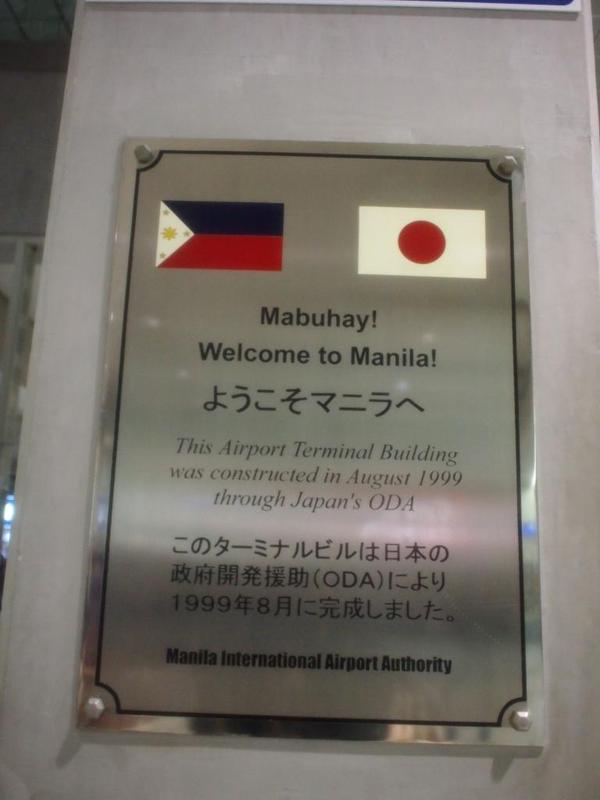 Mabuhay!
Welcome to Manila!
ようこそマニラへ
This Airport Terminal Building
was constructed in August 1999
through Japan's ODA
このターミナルビルは日本の
政府開発援助(ODA)により
1999年8月に完成しました。
Manila International Airport Authority